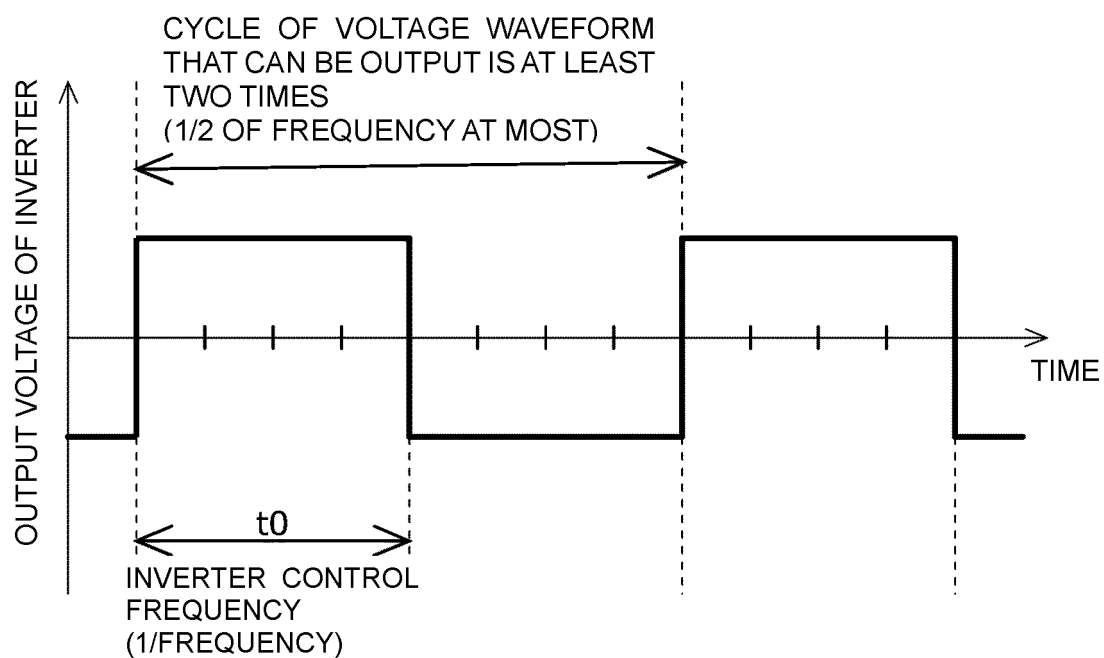 CYCLE OF VOLTAGE WAVEFORM
THAT CAN BE OUTPUT IS AT LEAST
TWO TIMES
(1/2 OF FREQUENCY AT MOST)
OUTPUT VOLTAGE OF INVERTER
TIME
t0
INVERTER CONTROL
FREQUENCY
(1/FREQUENCY)